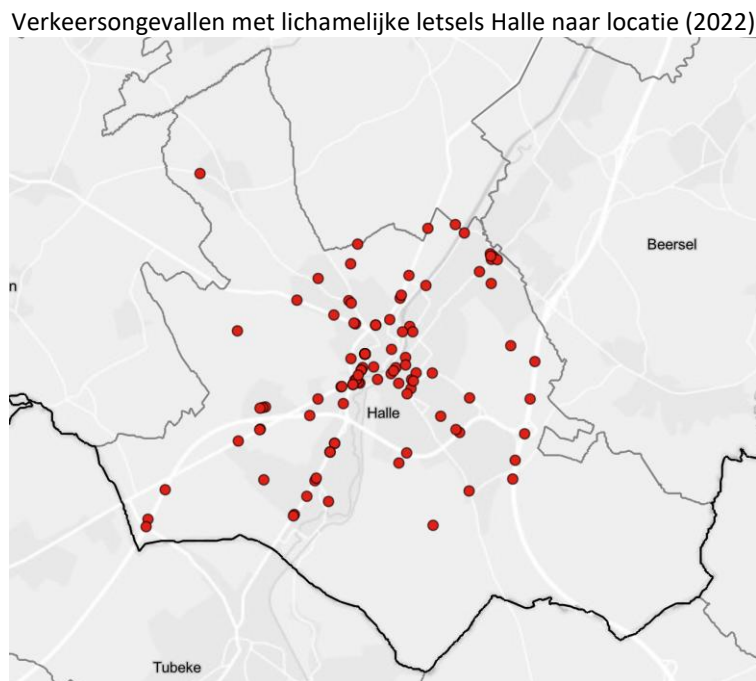 Verkeersongevallen met lichamelijke letsels Halle naar locatie (2022)
Beersel
n
Halle
Tubeke